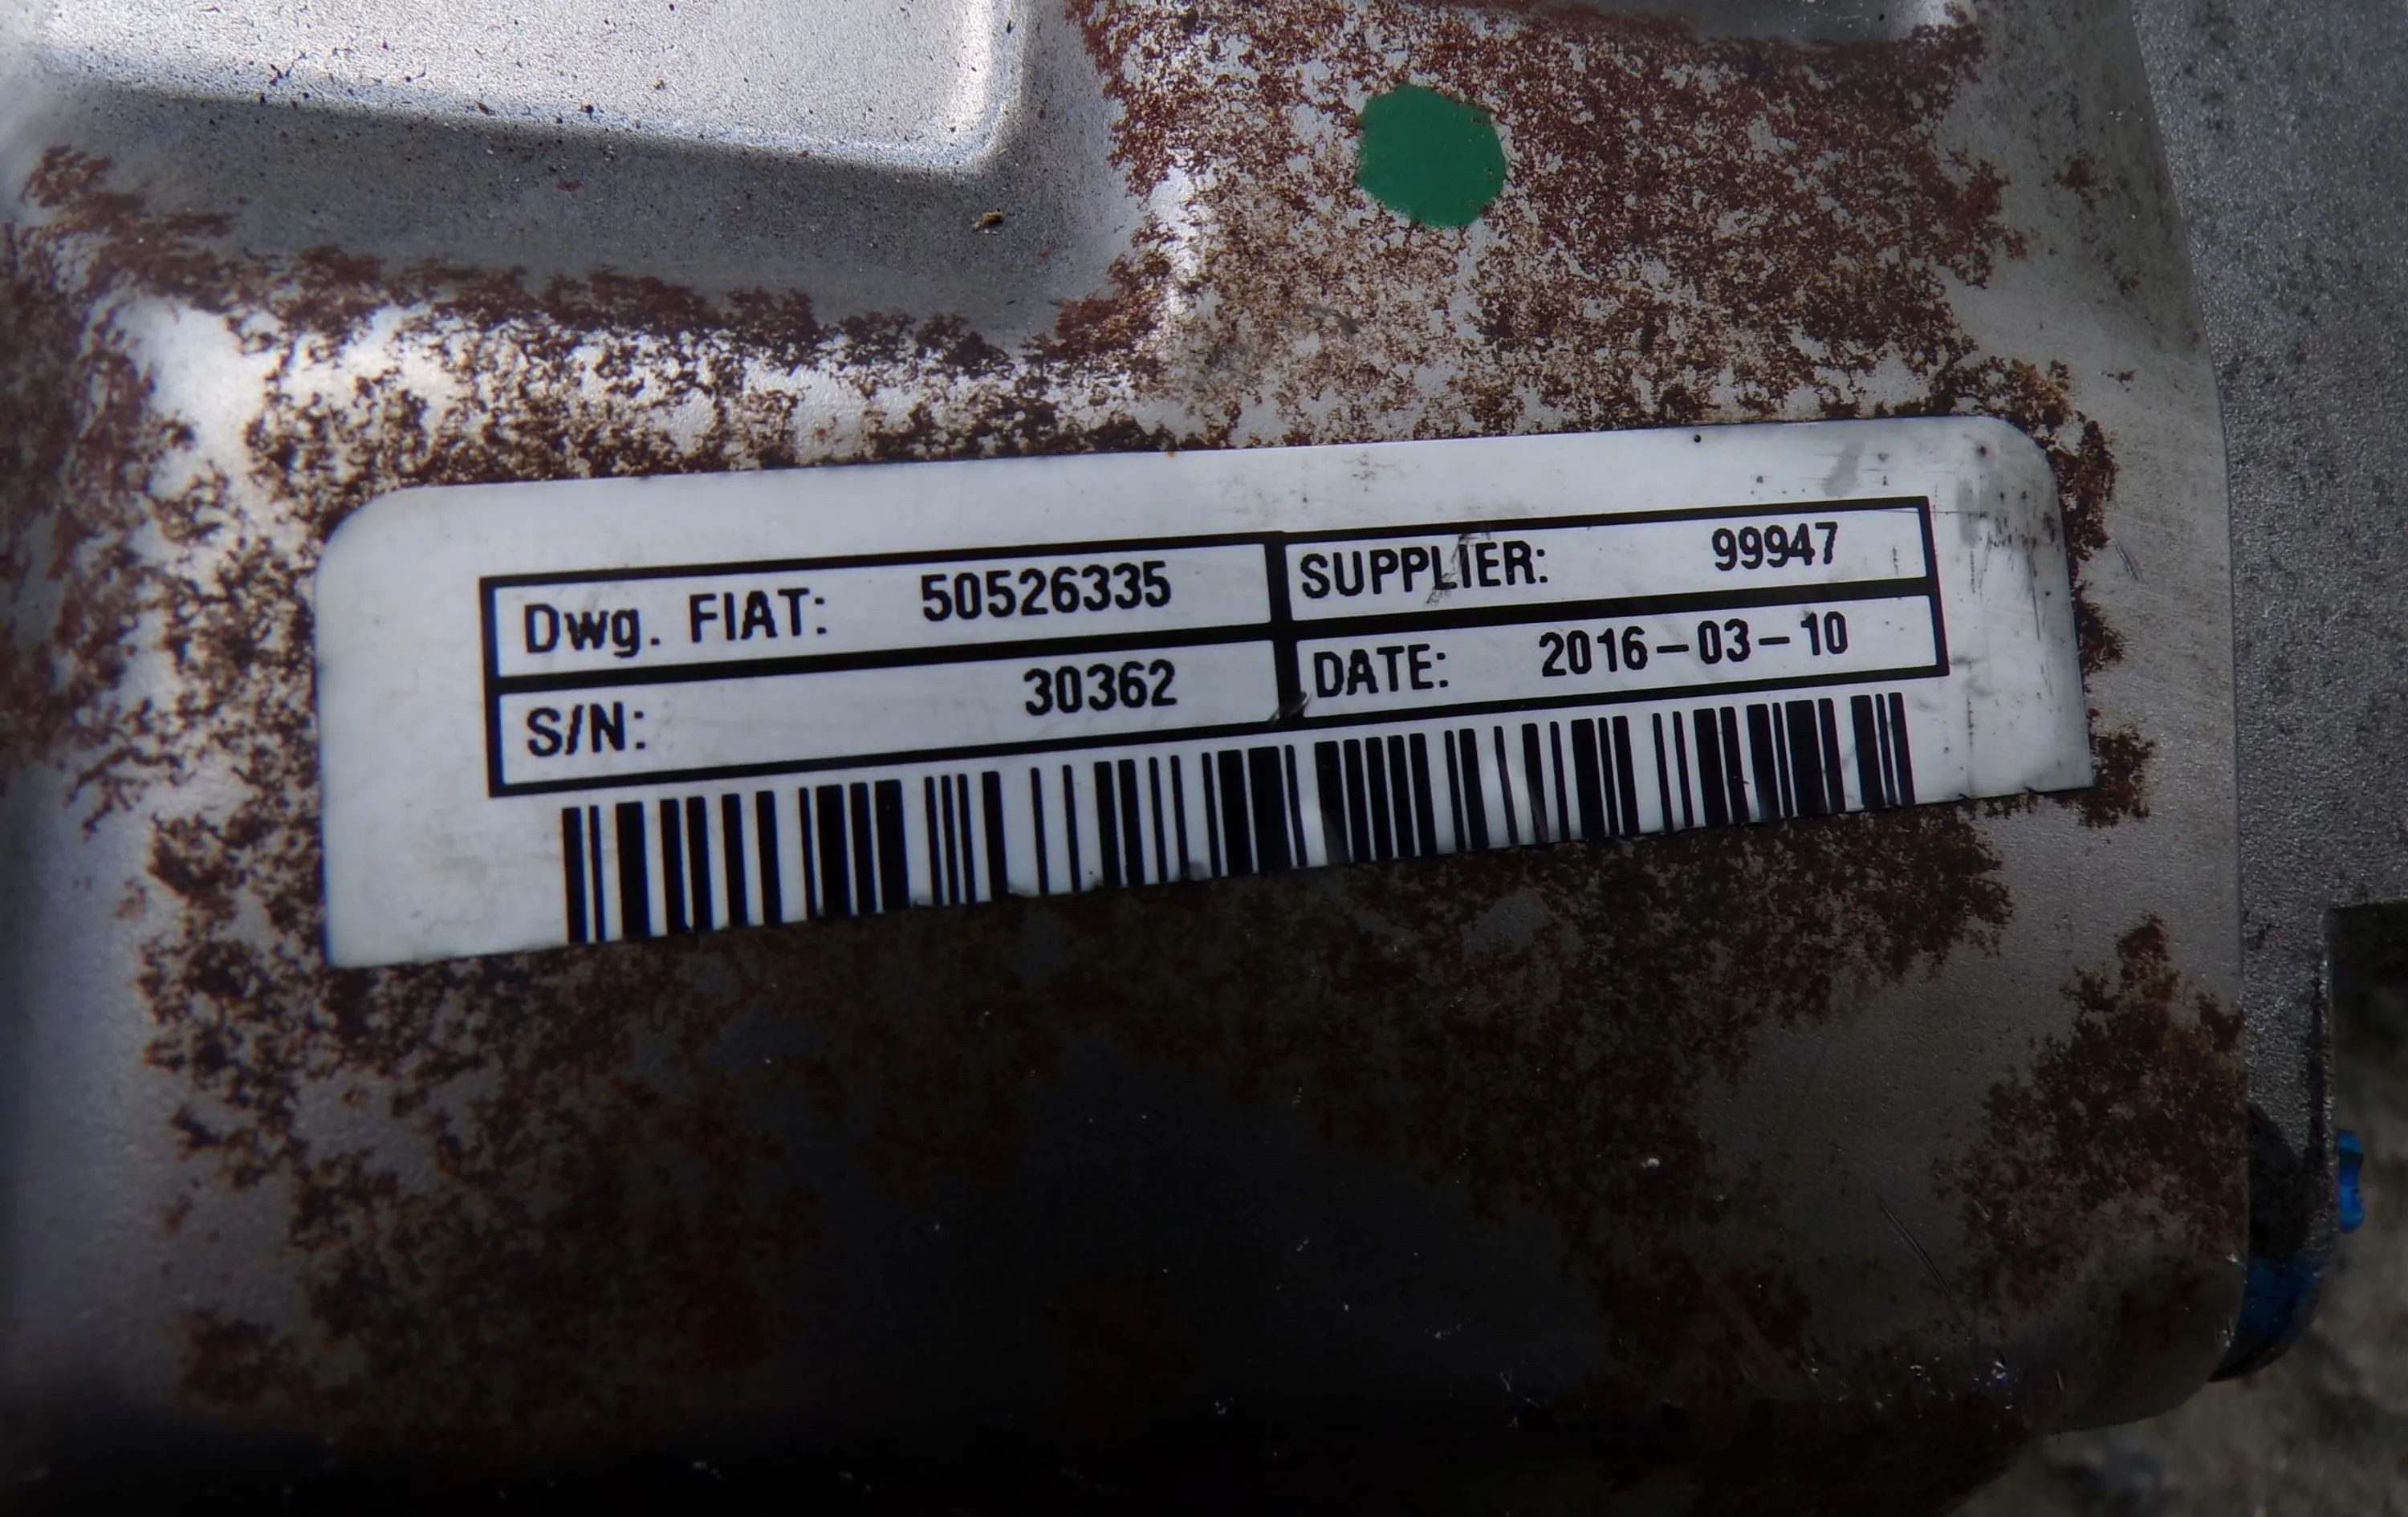 Dwg. FIAT: 50526335 SUPPLIER: 99947
S/N: 30362 DATE: 2016-03-10